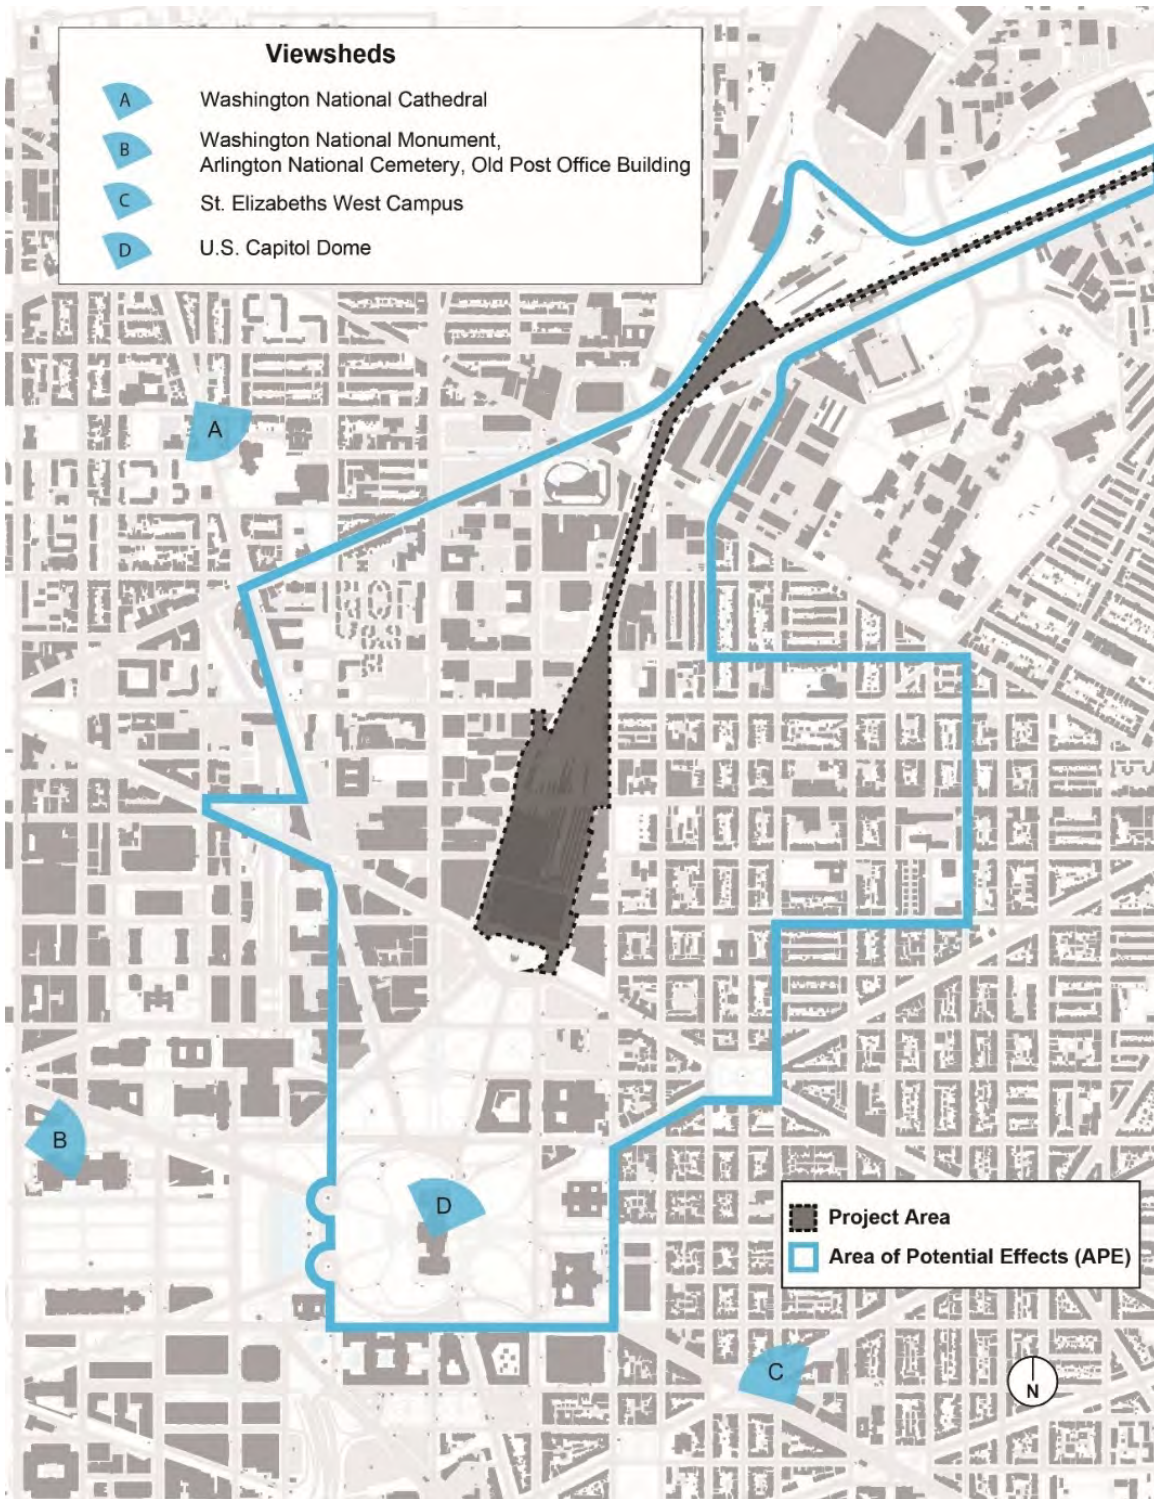 Viewsheds
A Washington National Cathedral
B Washington National Monument,
Arlington National Cemetery, Old Post Office Building
C St. Elizabeths West Campus
D U.S. Capitol Dome
A
B
D
Project Area
Area of Potential Effects (APE)
C
N